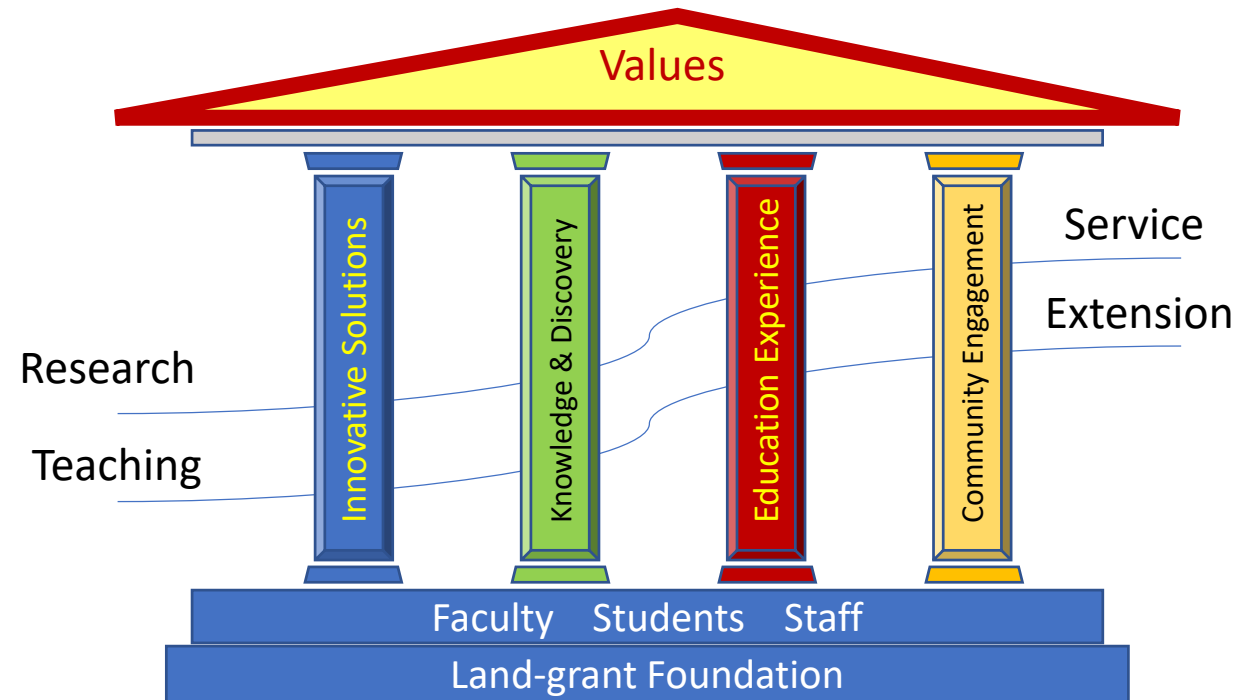 Values
Innovative Solutions
Knowledge & Discovery
Education Experience
Community Engagement
Service
Extension
Research
Teaching
Faculty Students Staff
Land-grant Foundation